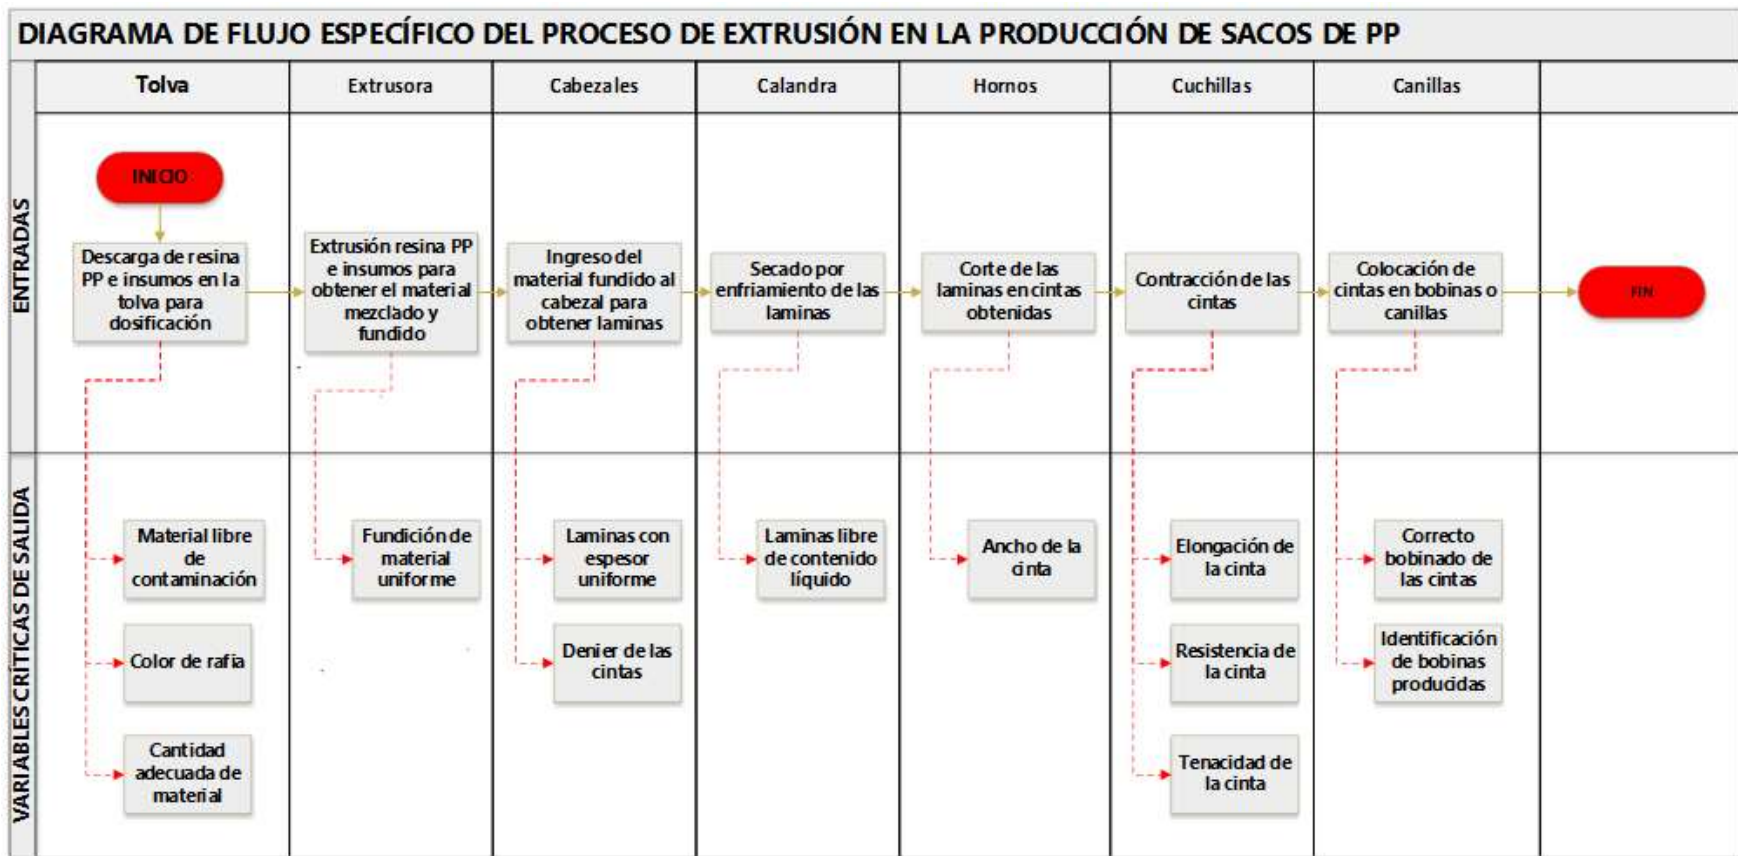 DIAGRAMA DE FLUJO ESPECÍFICO DEL PROCESO DE EXTRUSIÓN EN LA PRODUCCIÓN DE SACOS DE PP
Tolva
Extrusora
Cabezales
Calandra
Hornos
Cuchillas
Canillas
ENTRADAS
INICIO
Descarga de resina
PP e insumos en la
tolva para
dosificación
Extrusión resina PP
e insumos para
obtener el material
mezclado y
fundido
Ingreso del
material fundido al
cabezal para
obtener laminas
Secado por
enfriamiento de las
laminas
Corte de las
laminas en cintas
obtenidas
Contracción de las
cintas
Colocación de
cintas en bobinas o
canillas
FIN
VARIABLES CRÍTICAS DE SALIDA
Material libre
de
contaminación
Color de rafia
Cantidad
adecuada de
material
Fundición de
material
uniforme
Laminas con
espesor
uniforme
Denier de las
cintas
Laminas libre
de contenido
líquido
Ancho de la
cinta
Elongación de
la cinta
Resistencia de
la cinta
Tenacidad de
la cinta
Correcto
bobinado de
las cintas
Identificación
de bobinas
producidas